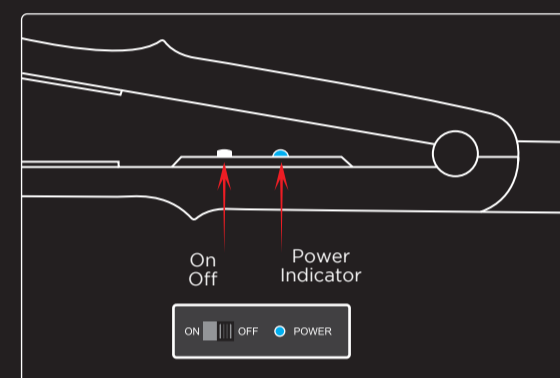 On
Off
Power
Indicator
ON OFF POWER